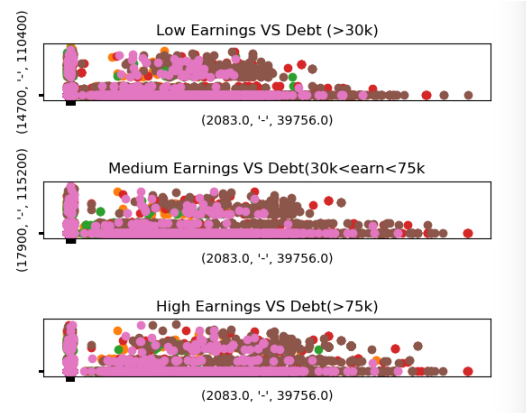 Low Earnings VS Debt (>30k)
(14700, '-', 110400)
(2083.0, '-', 39756.0)
Medium Earnings VS Debt(30k<earn<75k
(17900, '-', 115200)
(2083.0, '-', 39756.0)
High Earnings VS Debt(>75k)
(2083.0, '-', 39756.0)